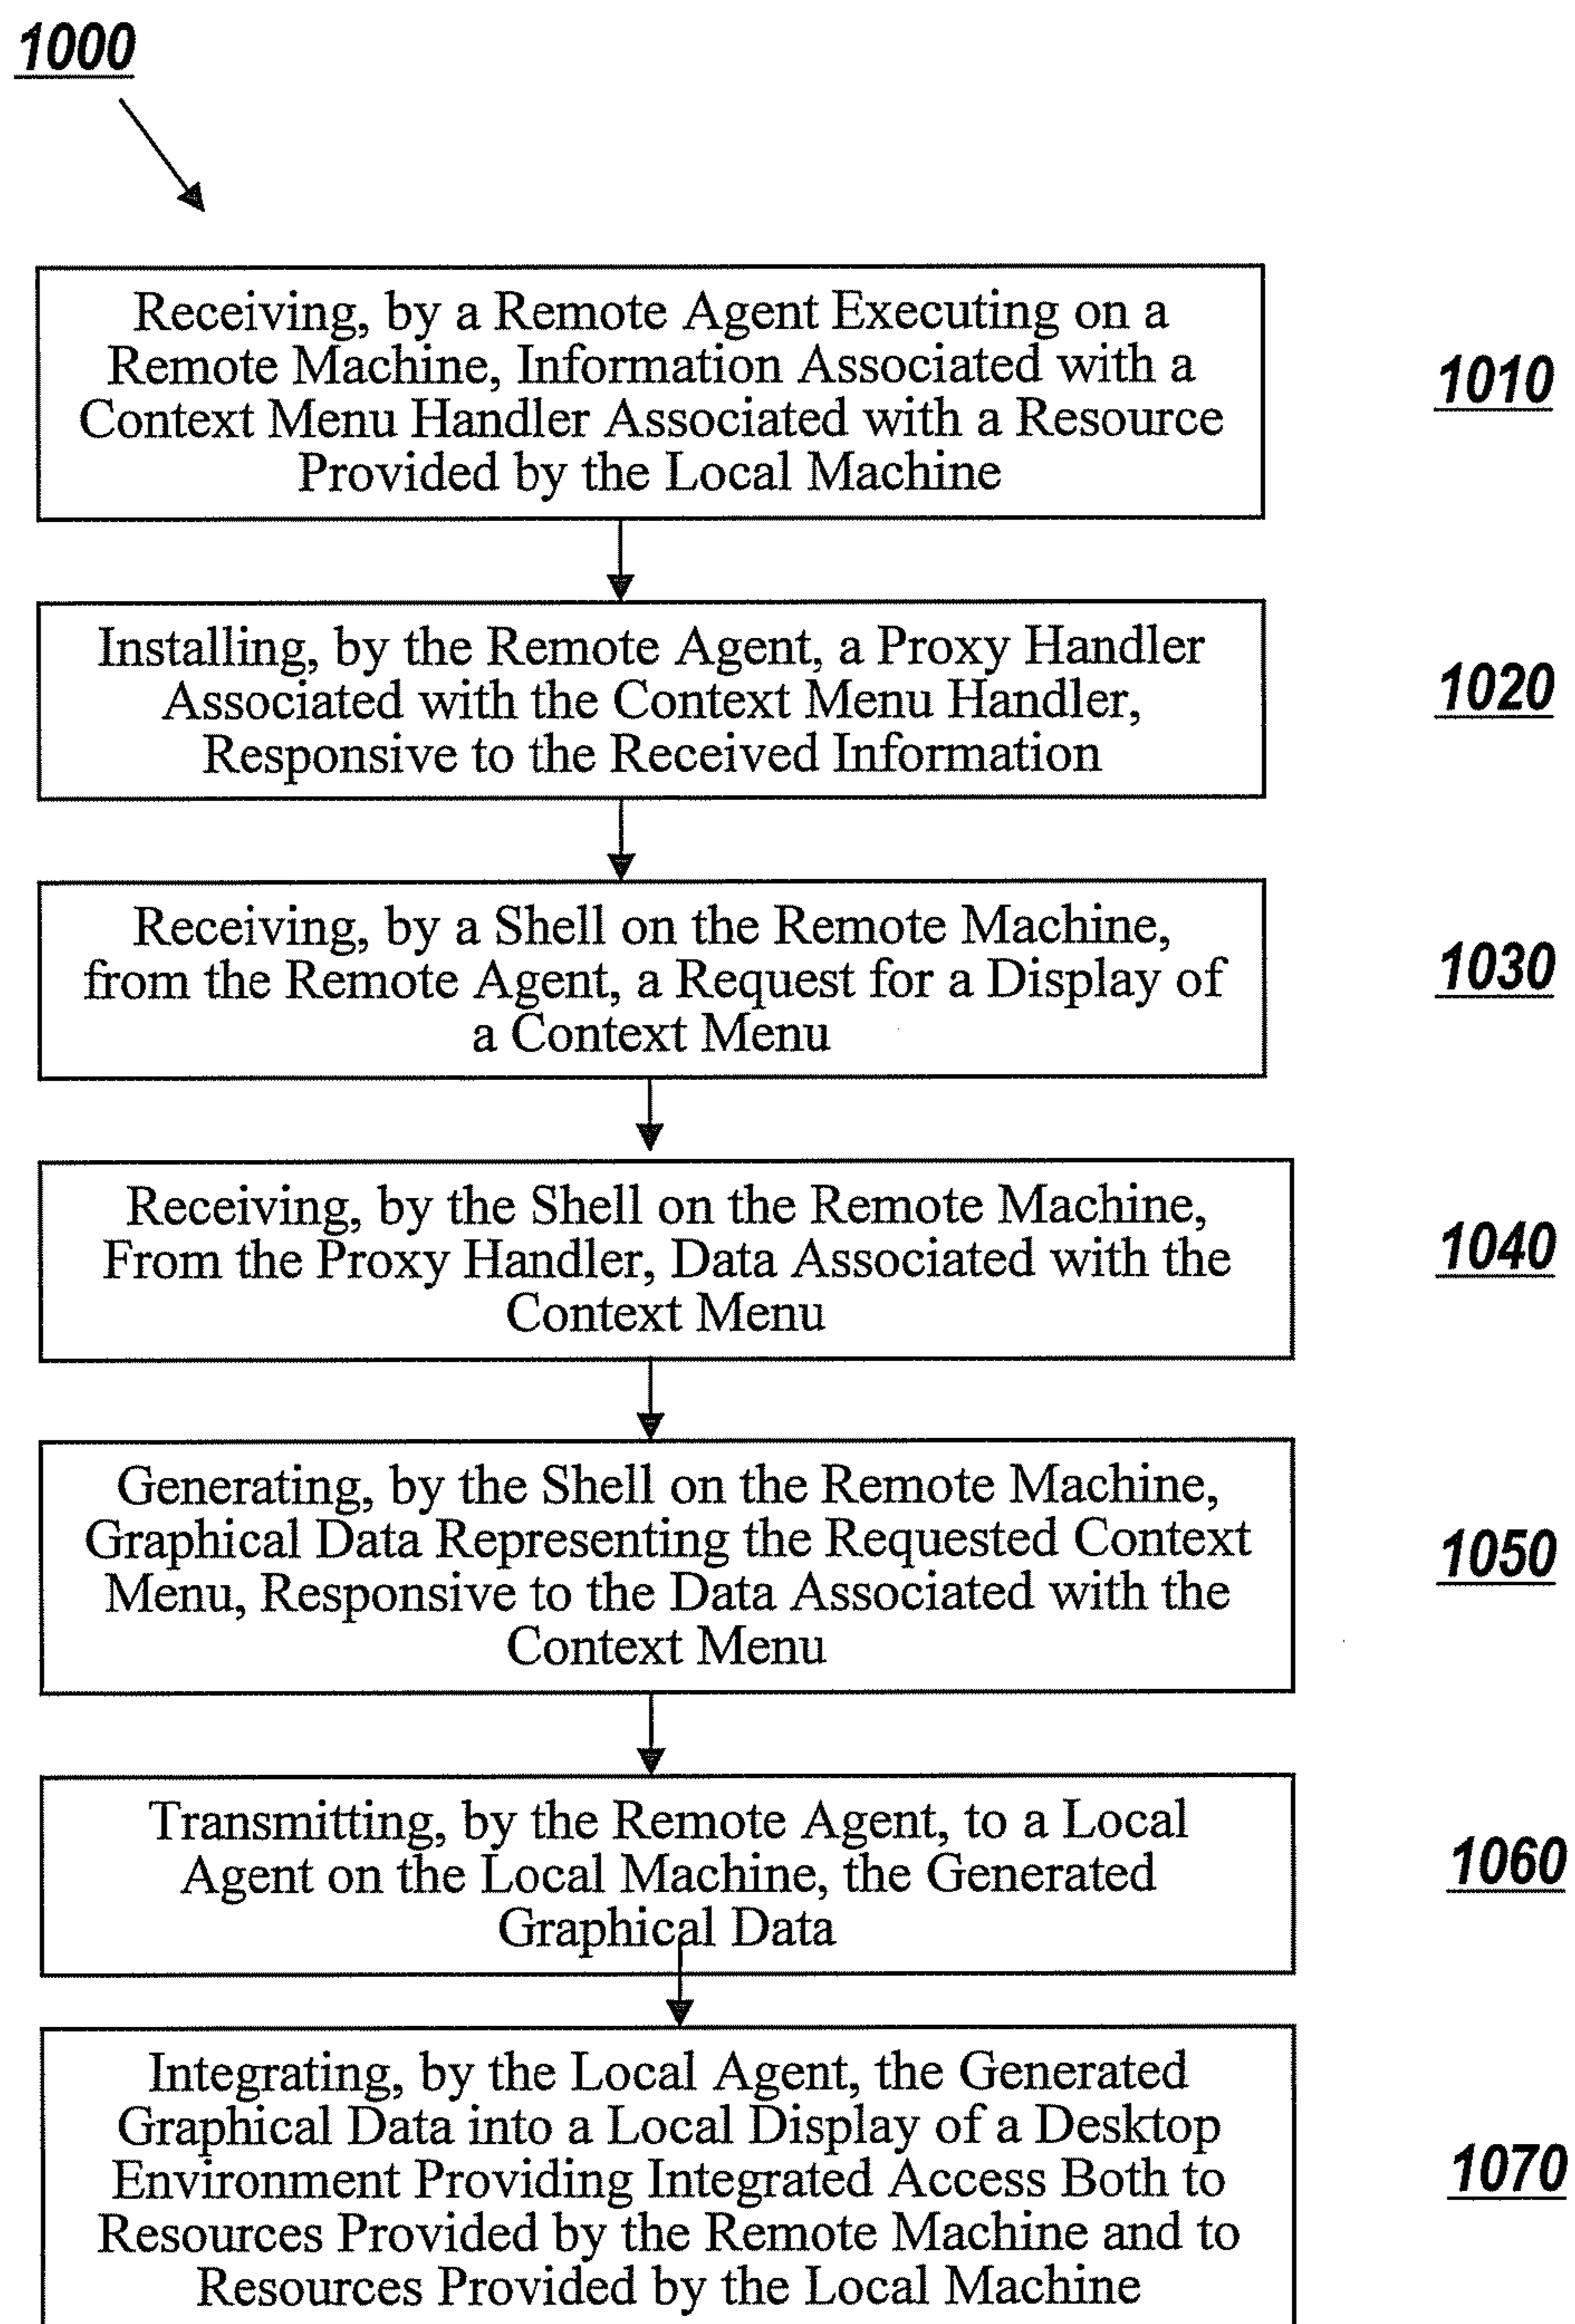 1000
Receiving, by a Remote Agent Executing on a
Remote Machine, Information Associated with a
Context Menu Handler Associated with a Resource
Provided by the Local Machine
1010
Installing, by the Remote Agent, a Proxy Handler
Associated with the Context Menu Handler,
Responsive to the Received Information
1020
Receiving, by a Shell on the Remote Machine,
from the Remote Agent, a Request for a Display of
a Context Menu
1030
Receiving, by the Shell on the Remote Machine,
From the Proxy Handler, Data Associated with the
Context Menu
1040
Generating, by the Shell on the Remote Machine,
Graphical Data Representing the Requested Context
Menu, Responsive to the Data Associated with the
Context Menu
1050
Transmitting, by the Remote Agent, to a Local
Agent on the Local Machine, the Generated
Graphical Data
1060
Integrating, by the Local Agent, the Generated
Graphical Data into a Local Display of a Desktop
Environment Providing Integrated Access Both to
Resources Provided by the Remote Machine and to
Resources Provided by the Local Machine
1070